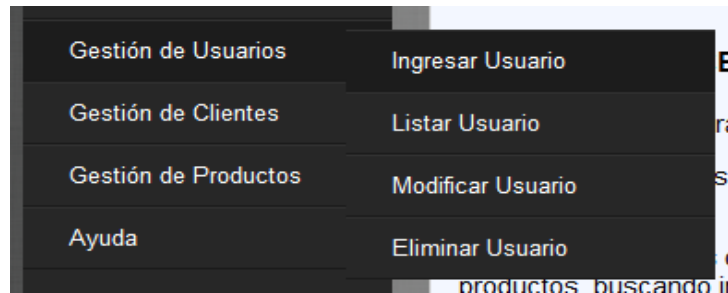 Gestión de Usuarios
Gestión de Clientes
Gestión de Productos
Ayuda
Ingresar Usuario
Listar Usuario
Modificar Usuario
Eliminar Usuario
productos, buscando